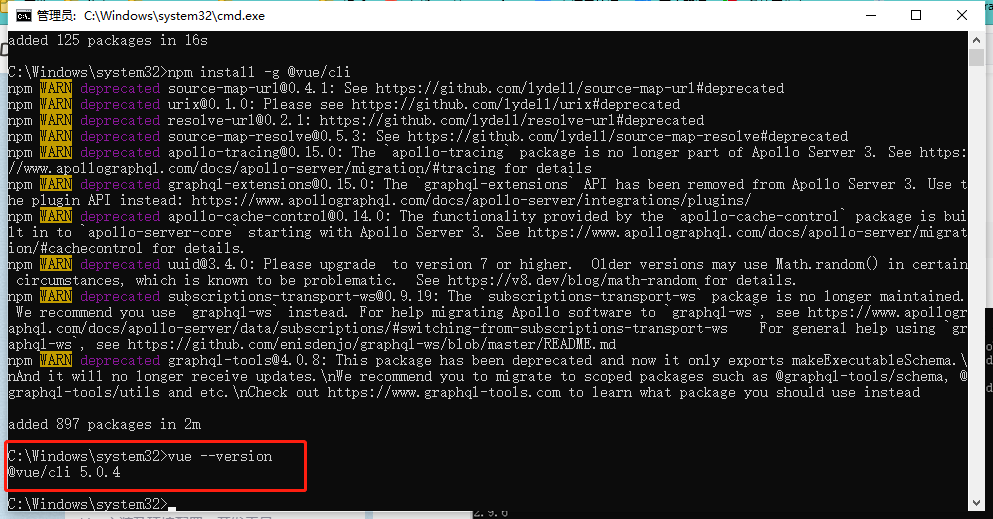 管理员: C:\Windows\system32\cmd.exe
added 125 packages in 16s
C:\Windows\system32>npm install -g @vue/cli
npm WARN deprecated source-map-url@0.4.1: See https://github.com/lydell/source-map-url#deprecated
npm WARN deprecated urix@0.1.0: Please see https://github.com/lydell/urix#deprecated
npm WARN deprecated resolve-url@0.2.1: https://github.com/lydell/resolve-url#deprecated
npm WARN deprecated source-map-resolve@0.5.3: See https://github.com/lydell/source-map-resolve#deprecated
npm WARN deprecated apollo-tracing@0.15.0: The `apollo-tracing` package is no longer part of Apollo Server 3. See https:
//www.apollographql.com/docs/apollo-server/migration/#tracing for details
npm WARN deprecated graphql-extensions@0.15.0: The `graphql-extensions` API has been removed from Apollo Server 3. Use t
he plugin API instead: https://www.apollographql.com/docs/apollo-server/integrations/plugins/
npm WARN deprecated apollo-cache-control@0.14.0: The functionality provided by the `apollo-cache-control` package is bui
lt in to `apollo-server-core` starting with Apollo Server 3. See https://www.apollographql.com/docs/apollo-server/migrat
ion/#cachecontrol for details.
npm WARN deprecated uuid@3.4.0: Please upgrade  to version 7 or higher.  Older versions may use Math.random() in certain
 circumstances, which is known to be problematic.  See https://v8.dev/blog/math-random for details.
npm WARN deprecated subscriptions-transport-ws@0.9.19: The `subscriptions-transport-ws` package is no longer maintained.
 We recommend you use `graphql-ws` instead. For help migrating Apollo software to `graphql-ws`, see https://www.apollogr
aphql.com/docs/apollo-server/data/subscriptions/#switching-from-subscriptions-transport-ws    For general help using `gr
aphql-ws`, see https://github.com/enisdenjo/graphql-ws/blob/master/README.md
npm WARN deprecated graphql-tools@4.0.8: This package has been deprecated and now it only exports makeExecutableSchema.\
nAnd it will no longer receive updates.\nWe recommend you to migrate to scoped packages such as @graphql-tools/schema, @
graphql-tools/utils and etc.\nCheck out https://www.graphql-tools.com to learn what package you should use instead
added 897 packages in 2m
C:\Windows\system32>vue --version
@vue/cli 5.0.4
C:\Windows\system32>
2.9.6